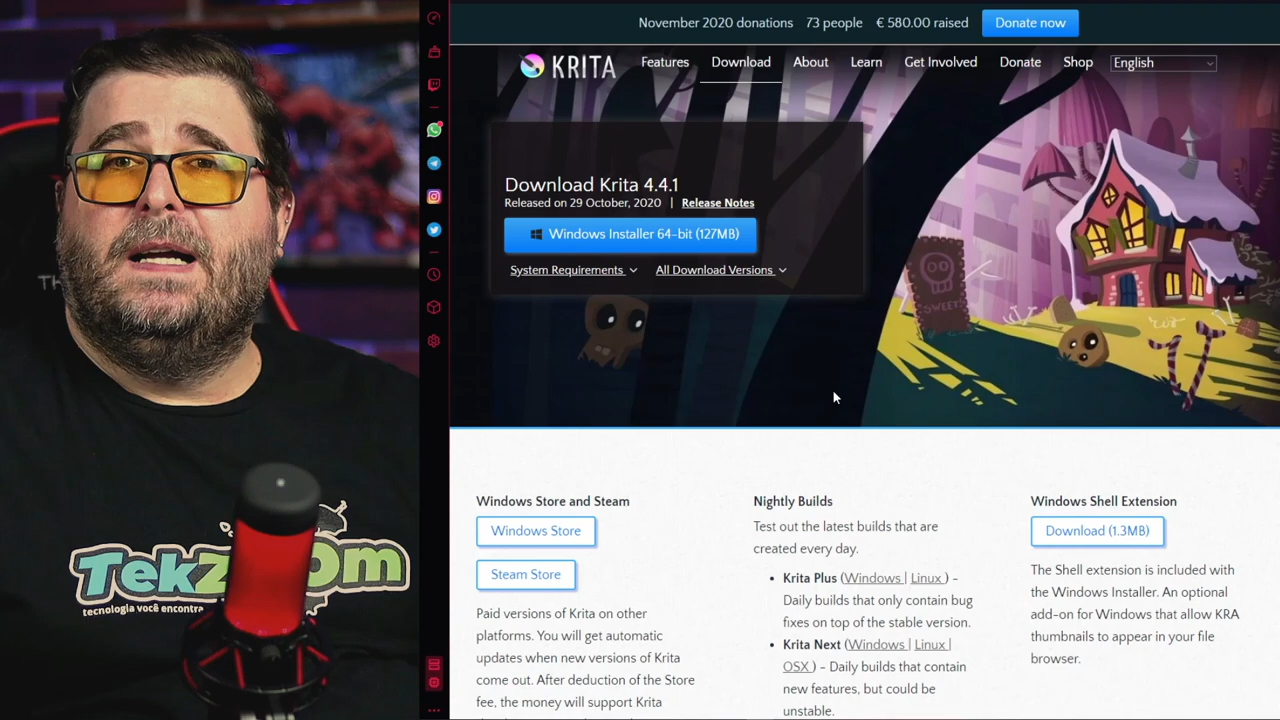 November 2020 donations 73 people € 580.00 raised Donate now
KRITA Features Download About Learn Get Involved Donate Shop English
Download Krita 4.4.1
Released on 29 October, 2020 | Release Notes
Windows Installer 64-bit (127MB)
System Requirements All Download Versions
SWEETS
TH
Windows Store and Steam
Windows Store
Steam Store
Paid versions of Krita on other
platforms. You will get automatic
updates when new versions of Krita
come out. After deduction of the Store
fee, the money will support Krita
Nightly Builds
Test out the latest builds that are
created every day.
• Krita Plus (Windows | Linux ) -
Daily builds that only contain bug
fixes on top of the stable version.
• Krita Next (Windows | Linux |
OSX ) - Daily builds that contain
new features, but could be
unstable.
Windows Shell Extension
Download (1.3MB)
The Shell extension is included with
the Windows Installer. An optional
add-on for Windows that allow KRA
thumbnails to appear in your file
browser.
TekZoom
tecnologia você encontra